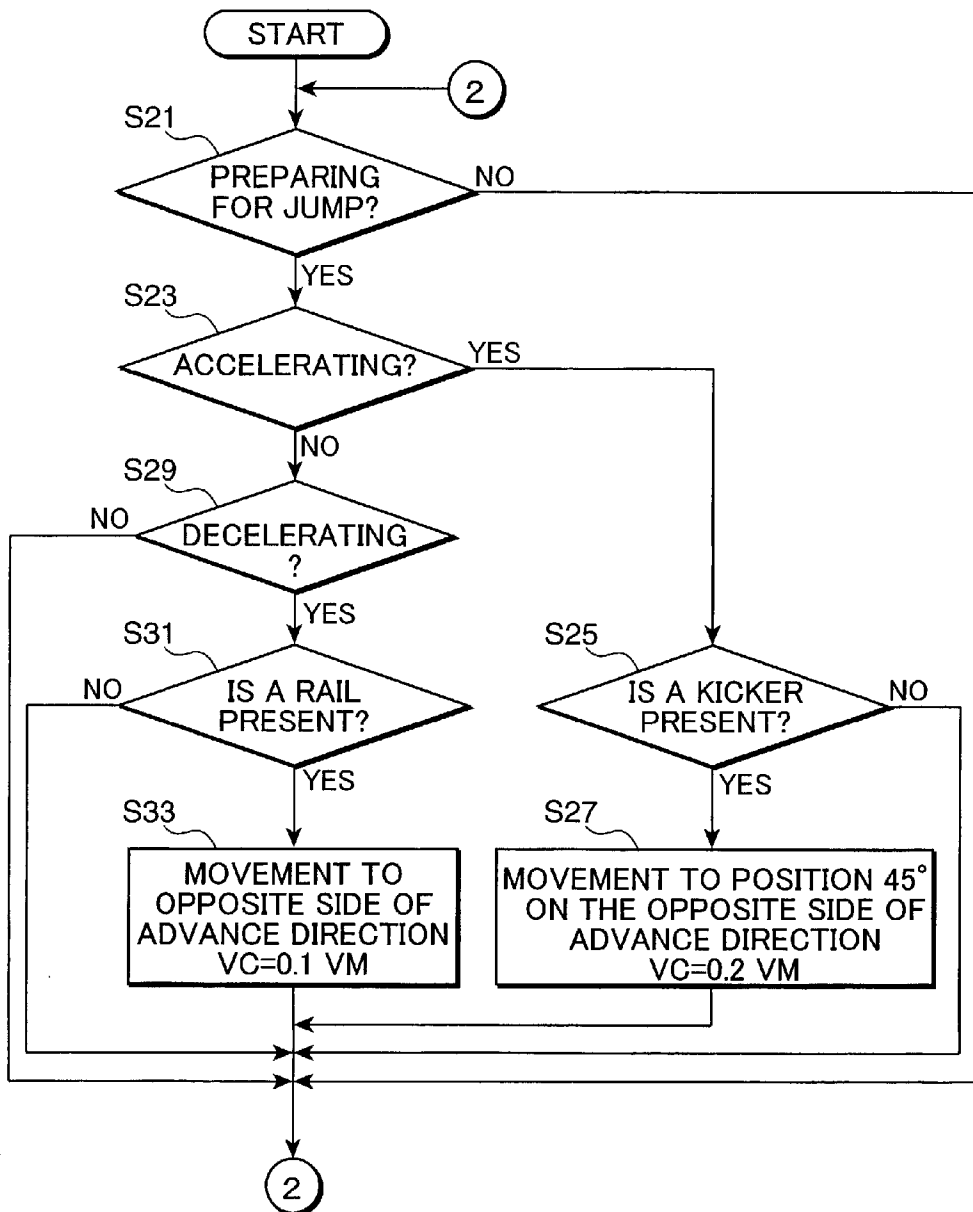 START
2
S21
PREPARING
FOR JUMP?
NO
YES
S23
ACCELERATING?
YES
NO
S29
NO
DECELERATING
?
YES
S31
NO
IS A RAIL
PRESENT?
YES
S25
IS A KICKER
PRESENT?
NO
YES
S33
MOVEMENT TO
OPPOSITE SIDE OF
ADVANCE DIRECTION
VC=0.1 VM
S27
MOVEMENT TO POSITION 45°
ON THE OPPOSITE SIDE OF
ADVANCE DIRECTION
VC=0.2 VM
2